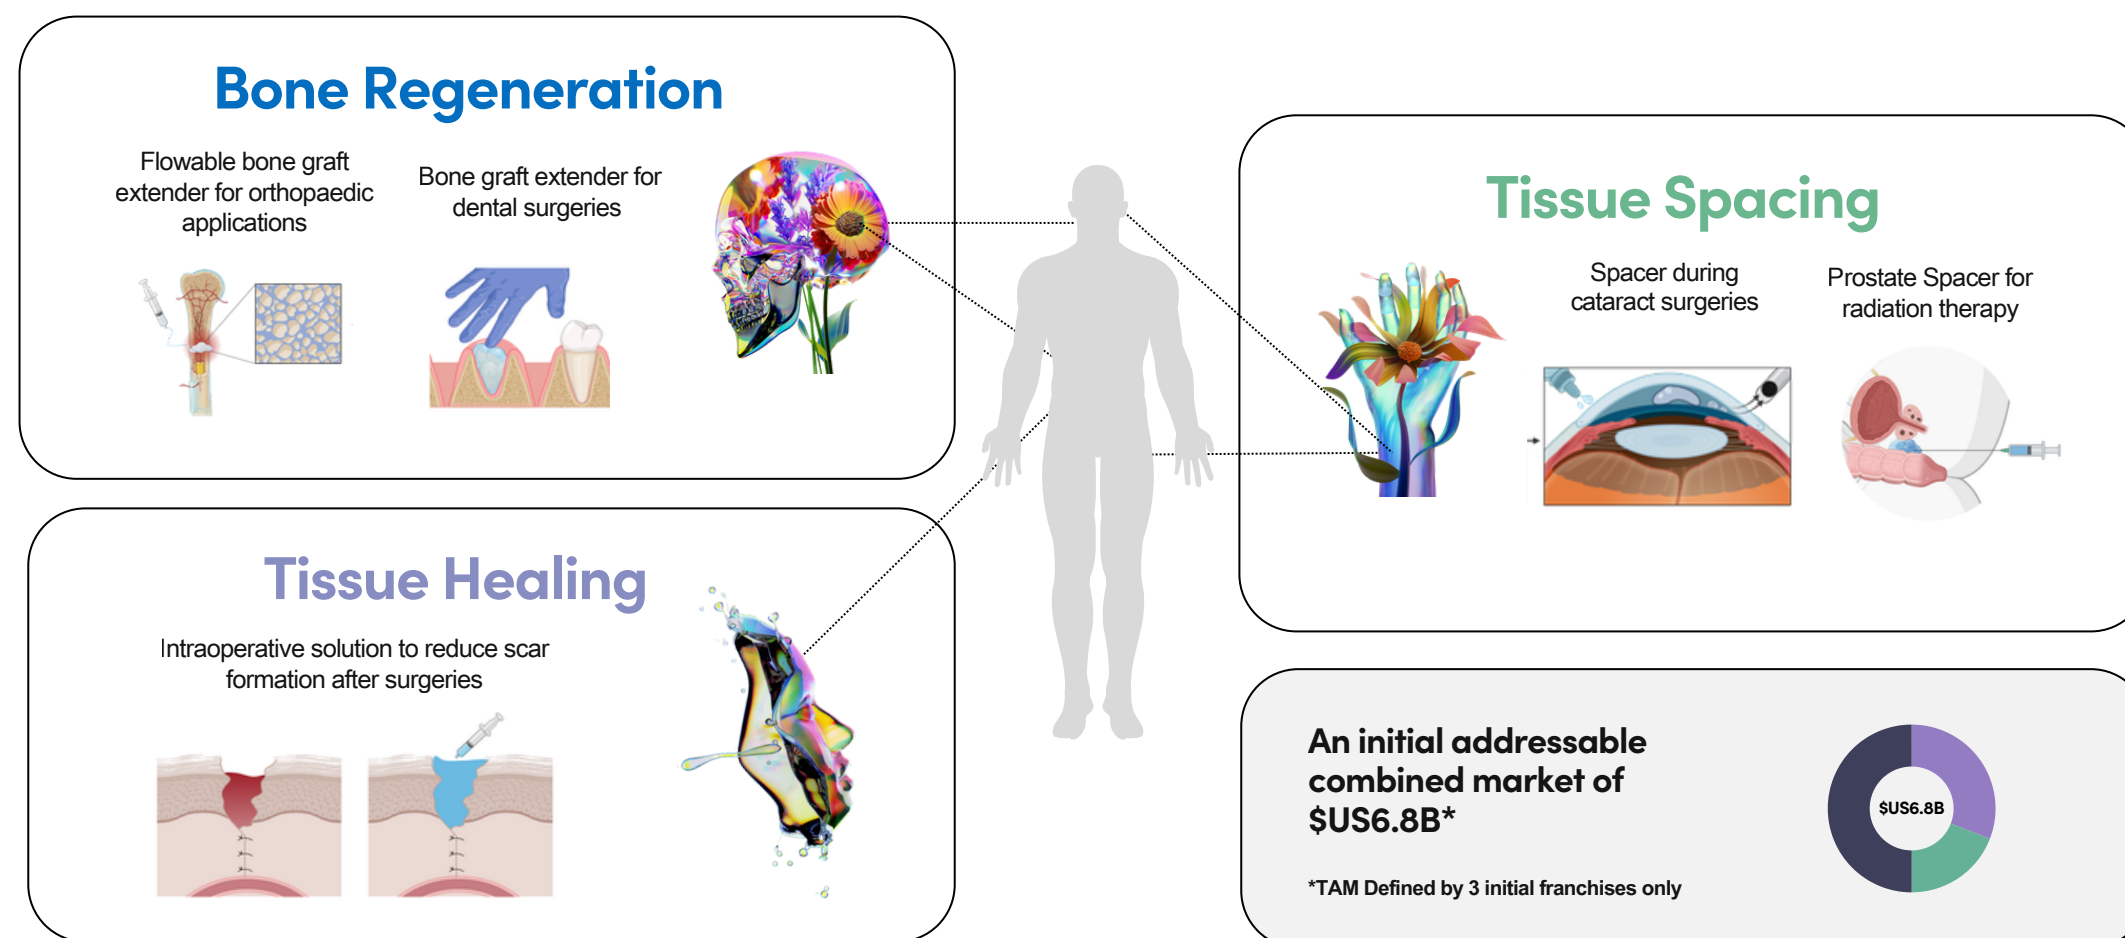 Bone Regeneration
Flowable bone graft
extender for orthopaedic
applications
Bone graft extender for
dental surgeries
Tissue Spacing
Spacer during
cataract surgeries
Prostate Spacer for
radiation therapy
Tissue Healing
Intraoperative solution to reduce scar
formation after surgeries
An initial addressable
combined market of
$US6.8B*
*TAM Defined by 3 initial franchises only
$US6.8B